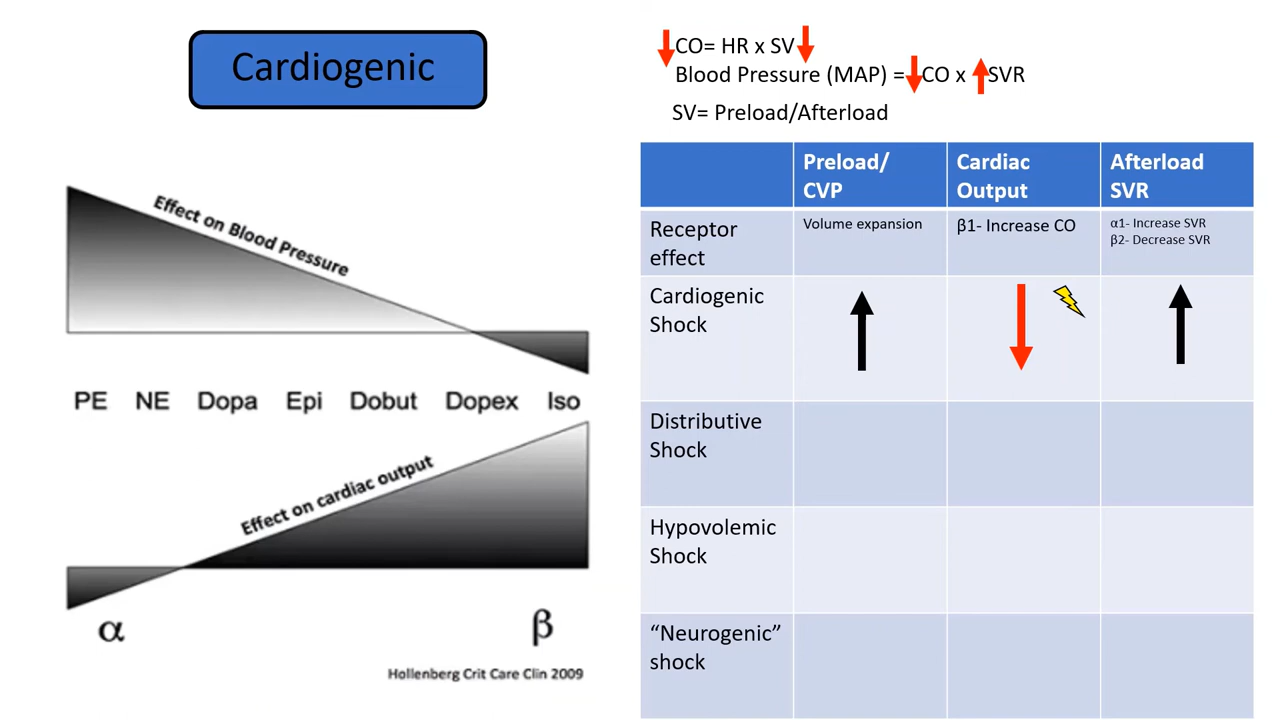 Cardiogenic
CO= HR x SV
Blood Pressure (MAP) = CO x SVR
SV= Preload/Afterload
Effect on Blood Pressure
PE NE Dopa Epi Dobut Dopex Iso
Effect on cardiac output
α β
Hollenberg Crit Care Clin 2009
Preload/
CVP
Cardiac
Output
Afterload
SVR
Receptor
effect
Volume expansion
β1- Increase CO
α1- Increase SVR
β2- Decrease SVR
Cardiogenic
Shock
Distributive
Shock
Hypovolemic
Shock
“Neurogenic”
shock